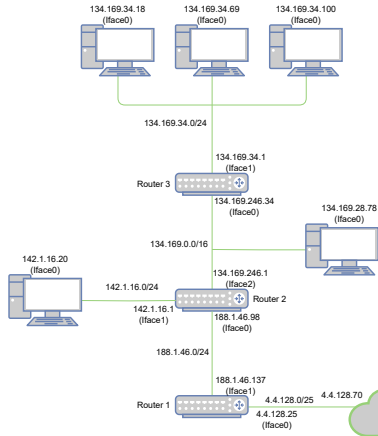 134.169.34.18
(Iface0)
134.169.34.69
(Iface0)
134.169.34.100
(Iface0)
134.169.34.0/24
134.169.34.1
(Iface1)
Router 3
134.169.246.34
(Iface0)
134.169.28.78
(Iface0)
134.169.0.0/16
142.1.16.20
(Iface0)
134.169.246.1
(Iface2)
142.1.16.0/24
Router 2
142.1.16.1
(Iface1)
188.1.46.98
(Iface0)
188.1.46.0/24
188.1.46.137
(Iface1)
4.4.128.70
Router 1
4.4.128.0/25
4.4.128.25
(Iface0)